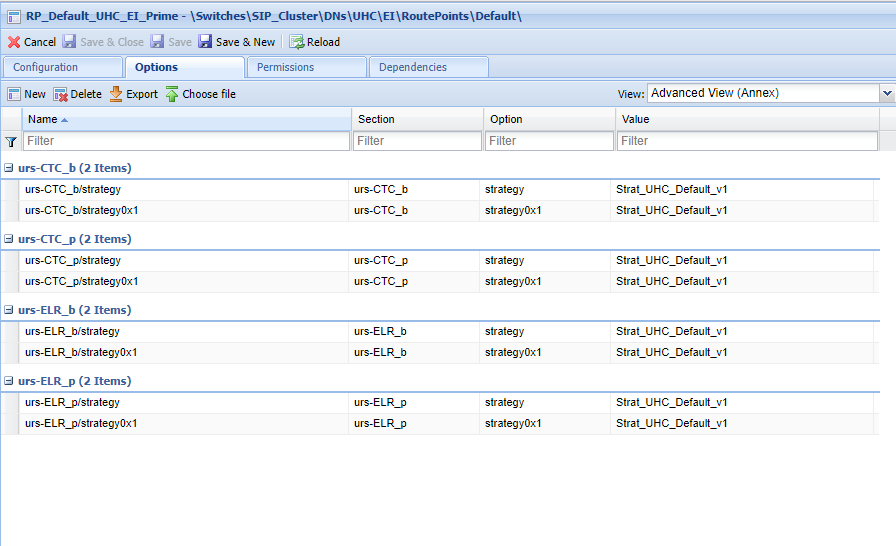 RP_Default_UHC_EI_Prime - \Switches\SIP_Cluster\DNs\UHC\EI\RoutePoints\Default\
Cancel Save & Close Save Save & New Reload
Configuration Options Permissions Dependencies
New Delete Export Choose file View: Advanced View (Annex)
Name Section Option Value
Filter Filter Filter Filter
urs-CTC_b (2 Items)
urs-CTC_b/strategy urs-CTC_b strategy Strat_UHC_Default_v1
urs-CTC_b/strategy0x1 urs-CTC_b strategy0x1 Strat_UHC_Default_v1
urs-CTC_p (2 Items)
urs-CTC_p/strategy urs-CTC_p strategy Strat_UHC_Default_v1
urs-CTC_p/strategy0x1 urs-CTC_p strategy0x1 Strat_UHC_Default_v1
urs-ELR_b (2 Items)
urs-ELR_b/strategy urs-ELR_b strategy Strat_UHC_Default_v1
urs-ELR_b/strategy0x1 urs-ELR_b strategy0x1 Strat_UHC_Default_v1
urs-ELR_p (2 Items)
urs-ELR_p/strategy urs-ELR_p strategy Strat_UHC_Default_v1
urs-ELR_p/strategy0x1 urs-ELR_p strategy0x1 Strat_UHC_Default_v1